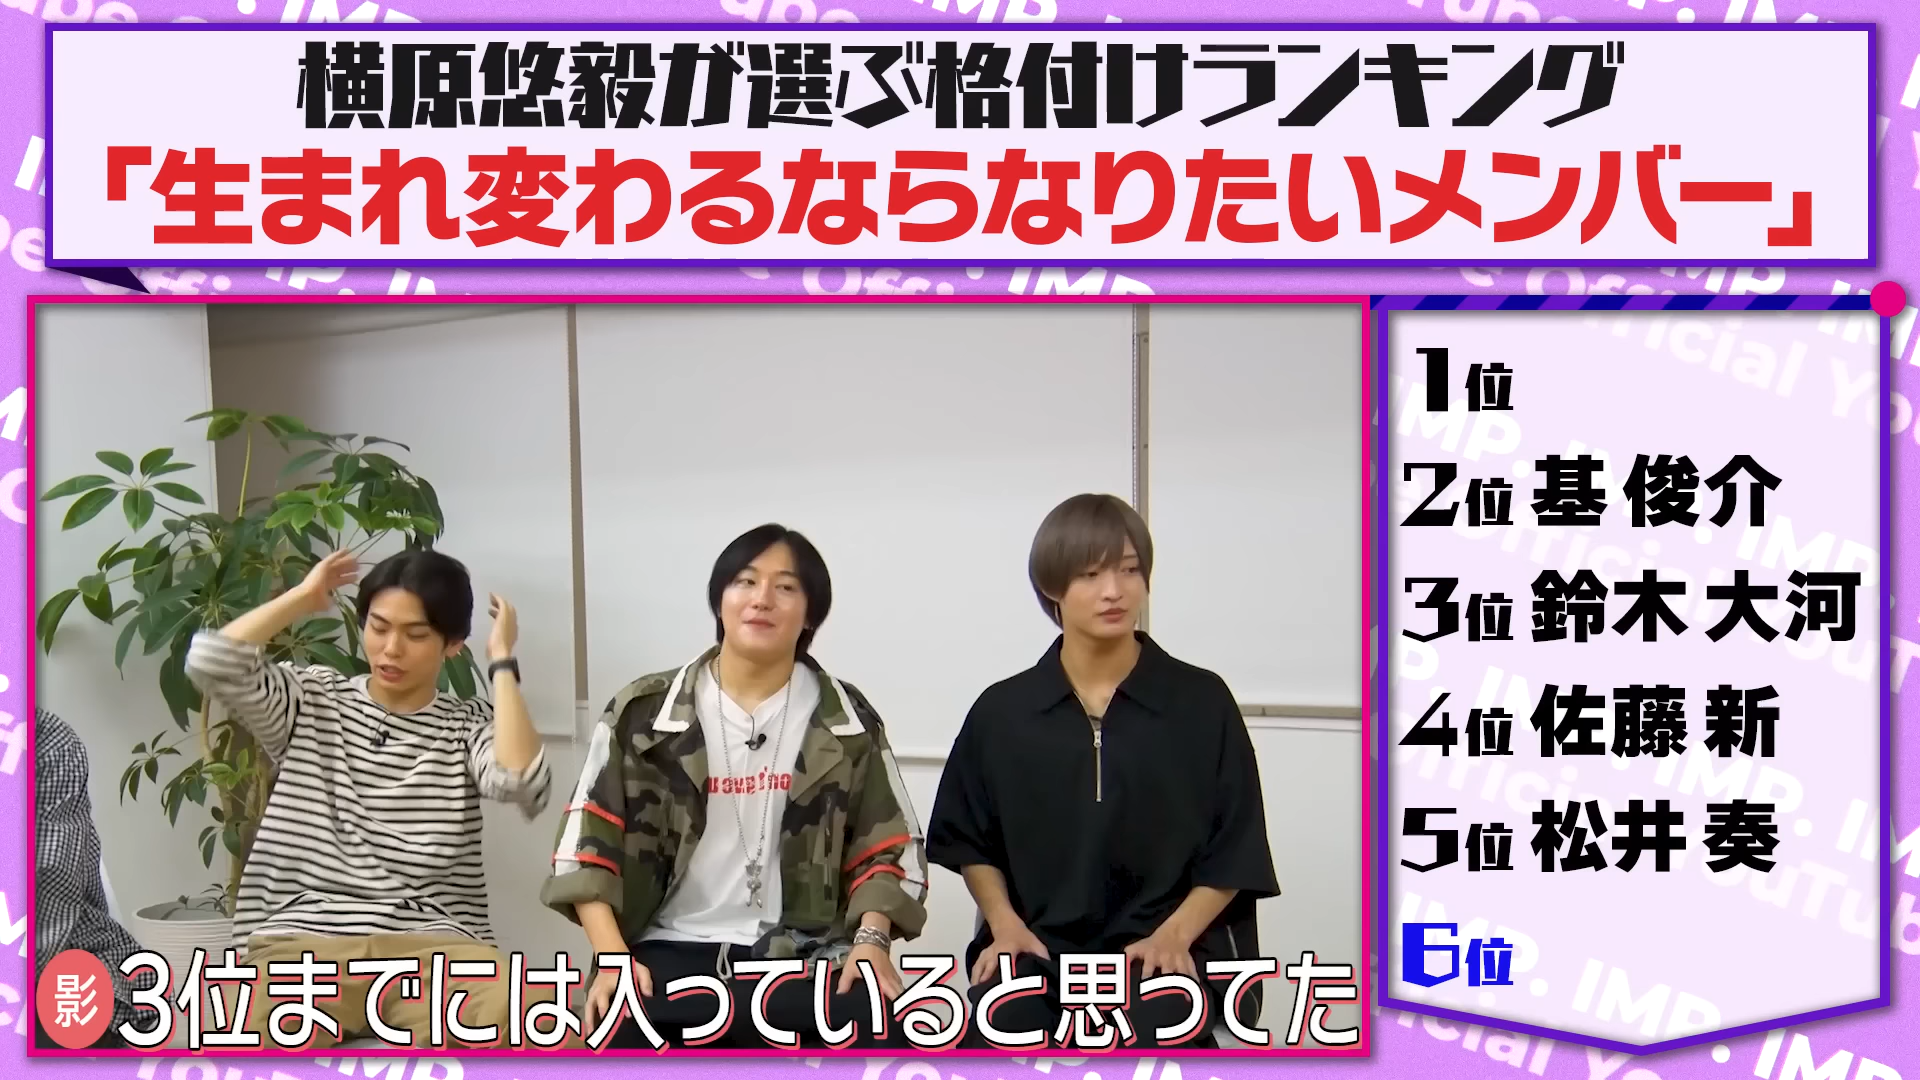 横原悠毅が選ぶ格付けランキング
「生まれ変わるならなりたいメンバー」
1位
2位 基 俊介
3位 鈴木 大河
4位 佐藤 新
5位 松井 奏
6位
影 3位までには入っていると思ってた